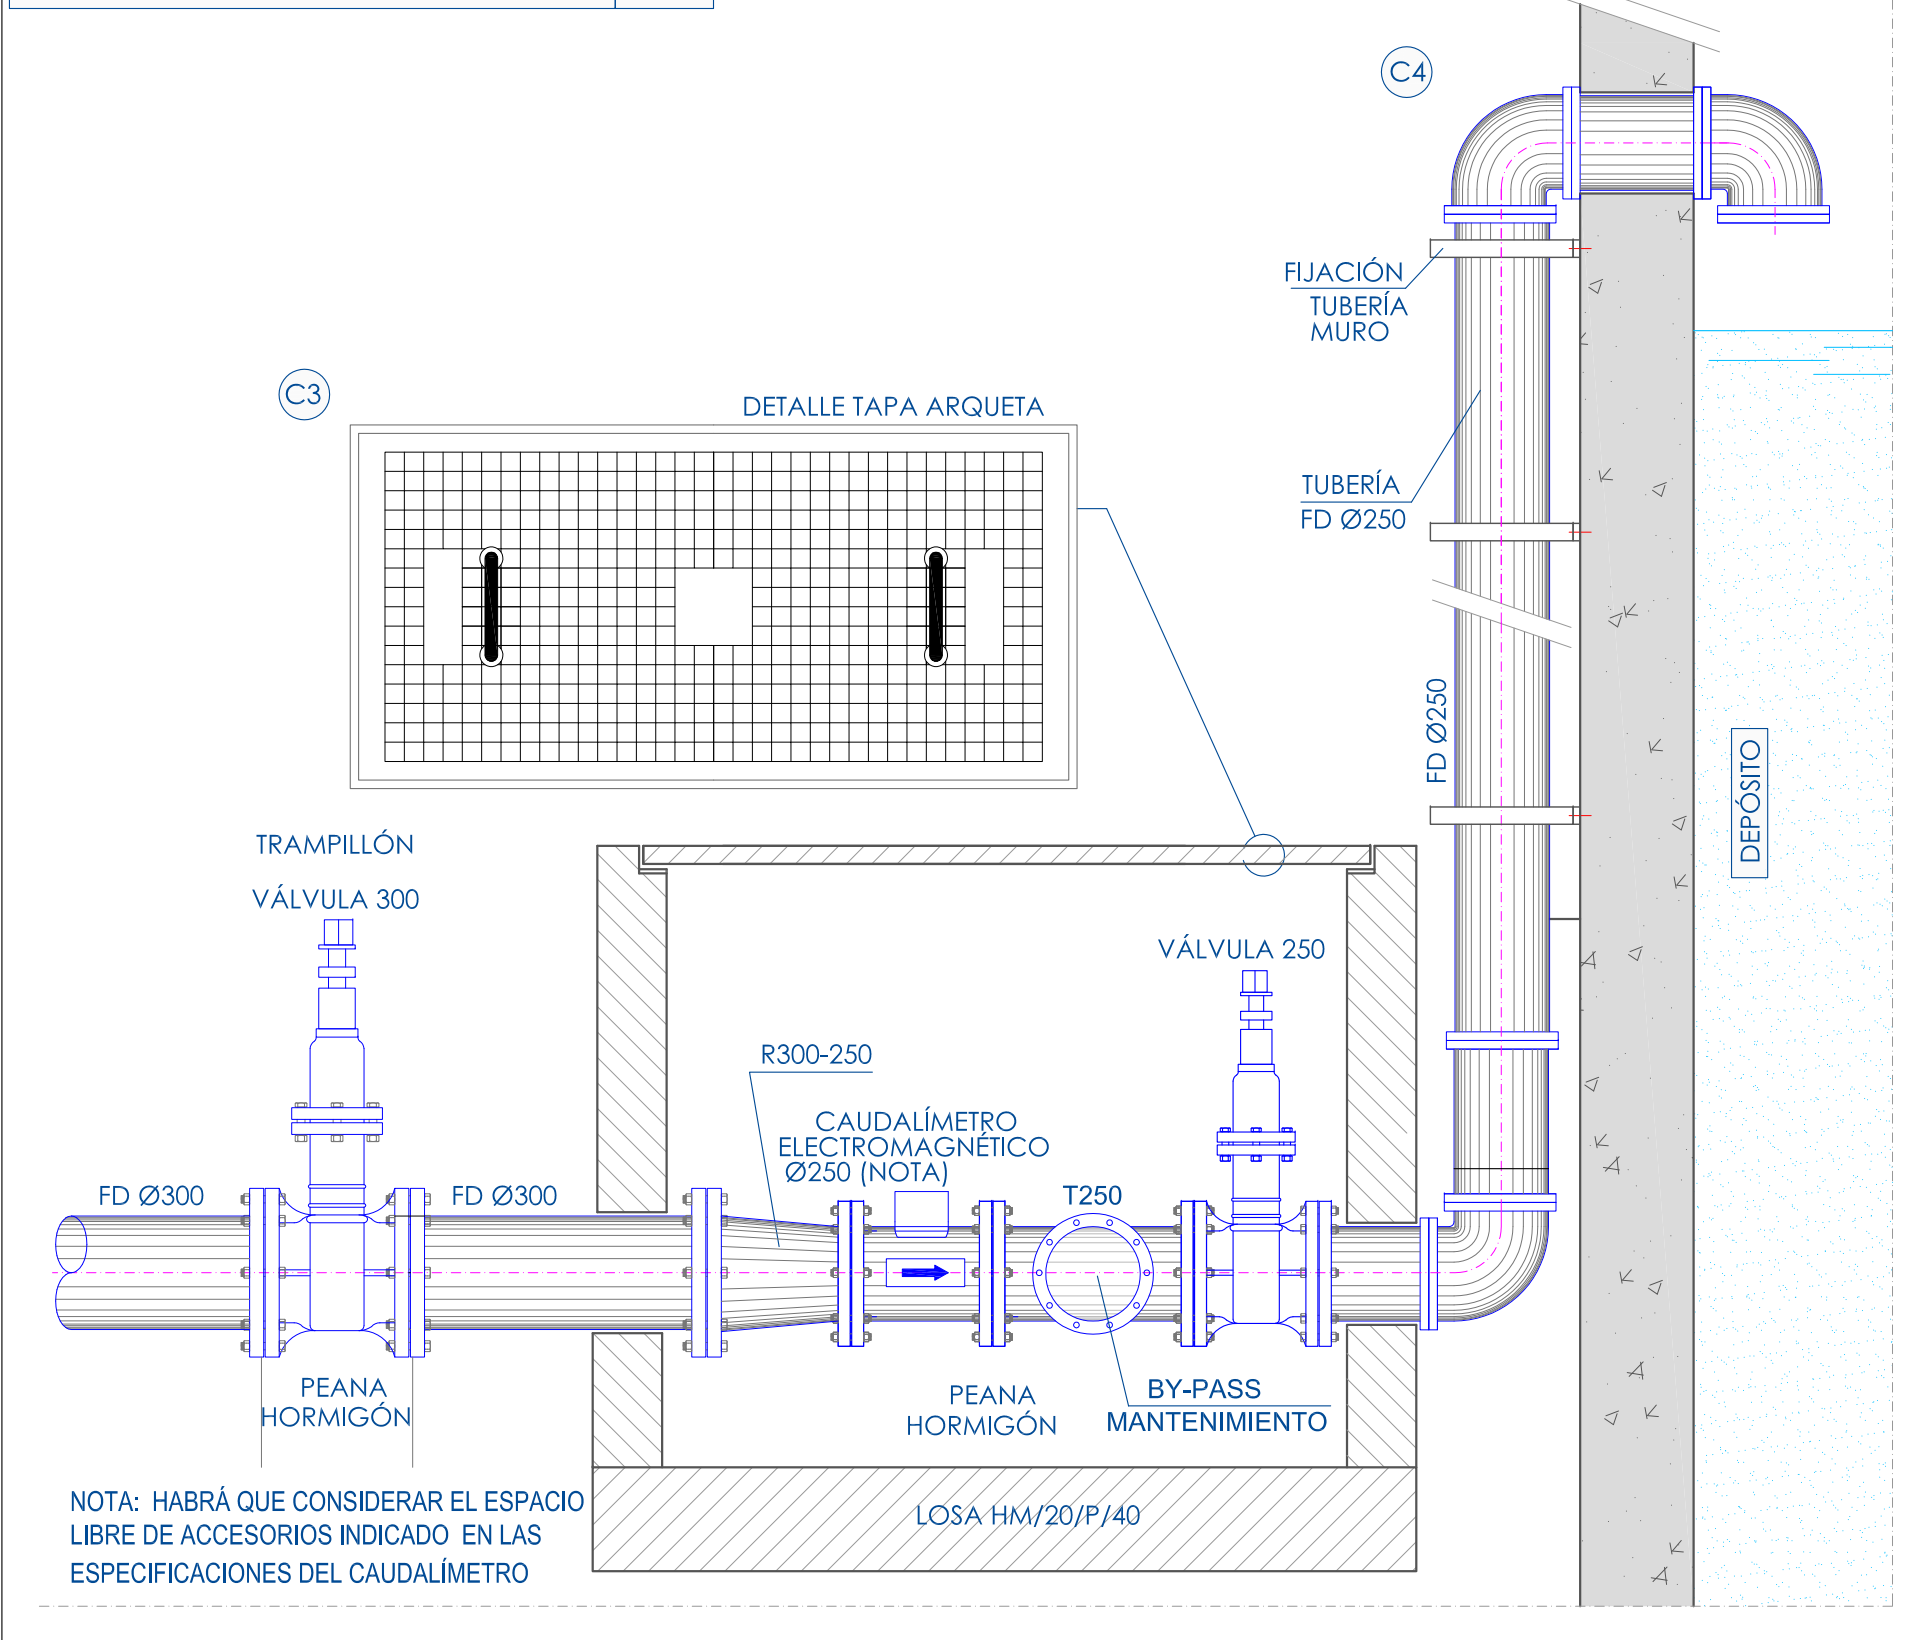 C4
FIJACIÓN
TUBERÍA
MURO
C3
DETALLE TAPA ARQUETA
TUBERÍA
FD Ø250
FD Ø250
DEPÓSITO
TRAMPILLÓN
VÁLVULA 300
VÁLVULA 250
R300-250
CAUDALÍMETRO
ELECTROMAGNÉTICO
Ø250 (NOTA)
FD Ø300
FD Ø300
T250
PEANA
HORMIGÓN
PEANA
HORMIGÓN
BY-PASS
MANTENIMIENTO
NOTA: HABRÁ QUE CONSIDERAR EL ESPACIO
LIBRE DE ACCESORIOS INDICADO EN LAS
ESPECIFICACIONES DEL CAUDALÍMETRO
LOSA HM/20/P/40